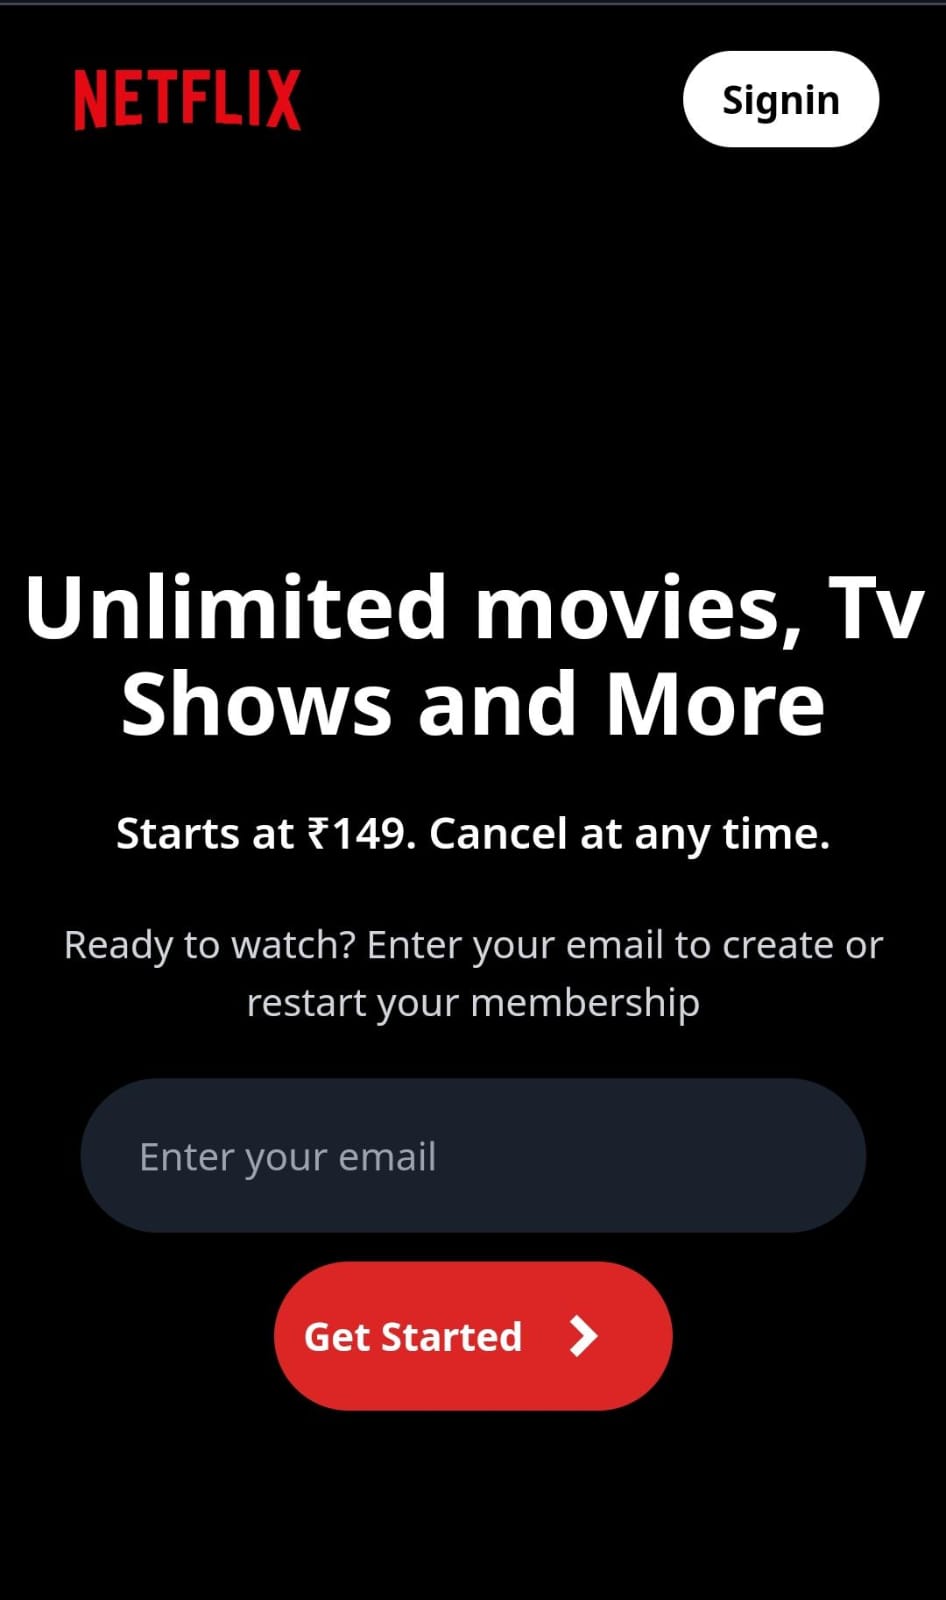 NETFLIX
Signin
Unlimited movies, Tv
Shows and More
Starts at ₹149. Cancel at any time.
Ready to watch? Enter your email to create or
restart your membership
Enter your email
Get Started